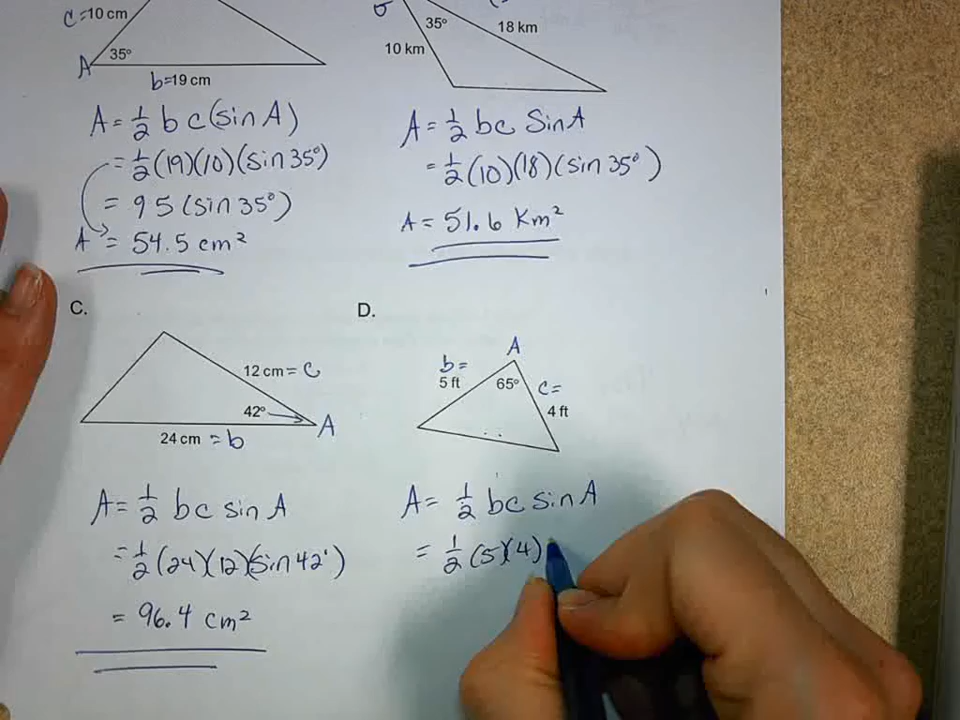 C=10 cm
35°
A
b=19 cm
A = 1/2 b c (sin A)
= 1/2 (19)(10)(sin 35°)
= 95 (sin 35°)
A = 54.5 cm²
35°
18 km
10 km
A = 1/2 bc Sin A
= 1/2 (10)(18)(sin 35°)
A = 51.6 Km²
C.
12 cm = C
42°
A
24 cm = b
A = 1/2 bc sin A
= 1/2 (24)(12)(sin 42°)
= 96.4 cm²
D.
A
b=
5 ft
65°
C=
4 ft
A = 1/2 bc sin A
= 1/2 (5)(4)